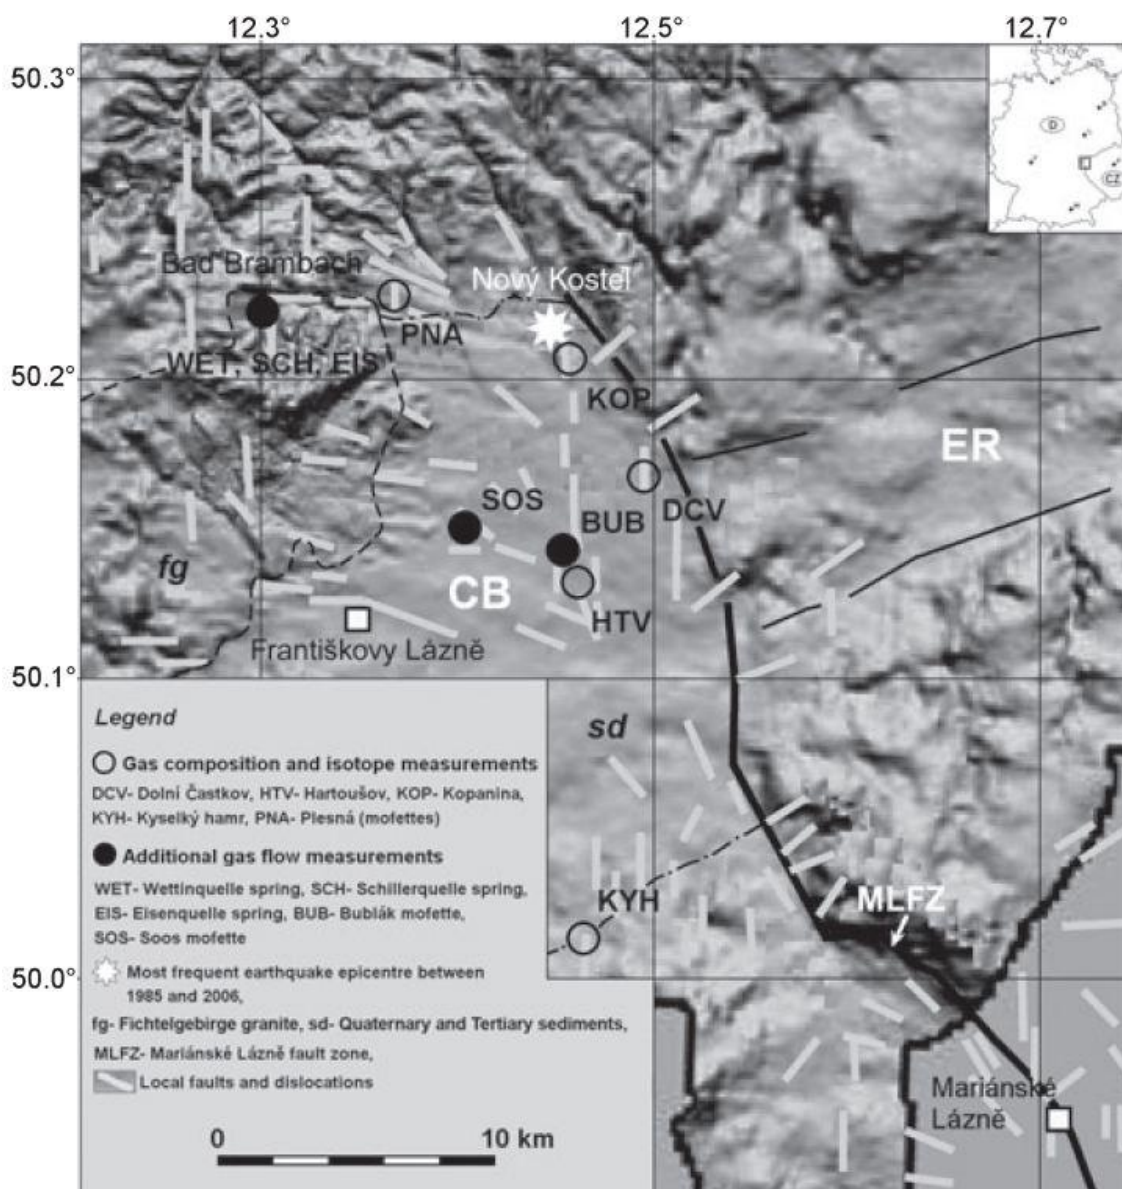 12.3° 12.5° 12.7°
50.3°
D
CZ
Bad Brambach
Nový Kostel
PNA
WET, SCH, EIS
50.2°
KOP
ER
SOS
DCV
BUB
fg
CB
HTV
Františkovy Lázně
50.1°
Legend
sd
Gas composition and isotope measurements
DCV- Dolní Častkov, HTV- Hartoušov, KOP- Kopanina,
KYH- Kyselký hamr, PNA- Plesná (mofettes)
Additional gas flow measurements
WET- Wettinquelle spring, SCH- Schillerquelle spring,
EIS- Eisenquelle spring, BUB- Bublák mofette,
SOS- Soos mofette
KYH
MLFZ
50.0°
Most frequent earthquake epicentre between
1985 and 2006,
fg- Fichtelgebirge granite, sd- Quaternary and Tertiary sediments,
MLFZ- Mariánské Lázně fault zone,
Local faults and dislocations
Mariánské
Lázně
0 10 km